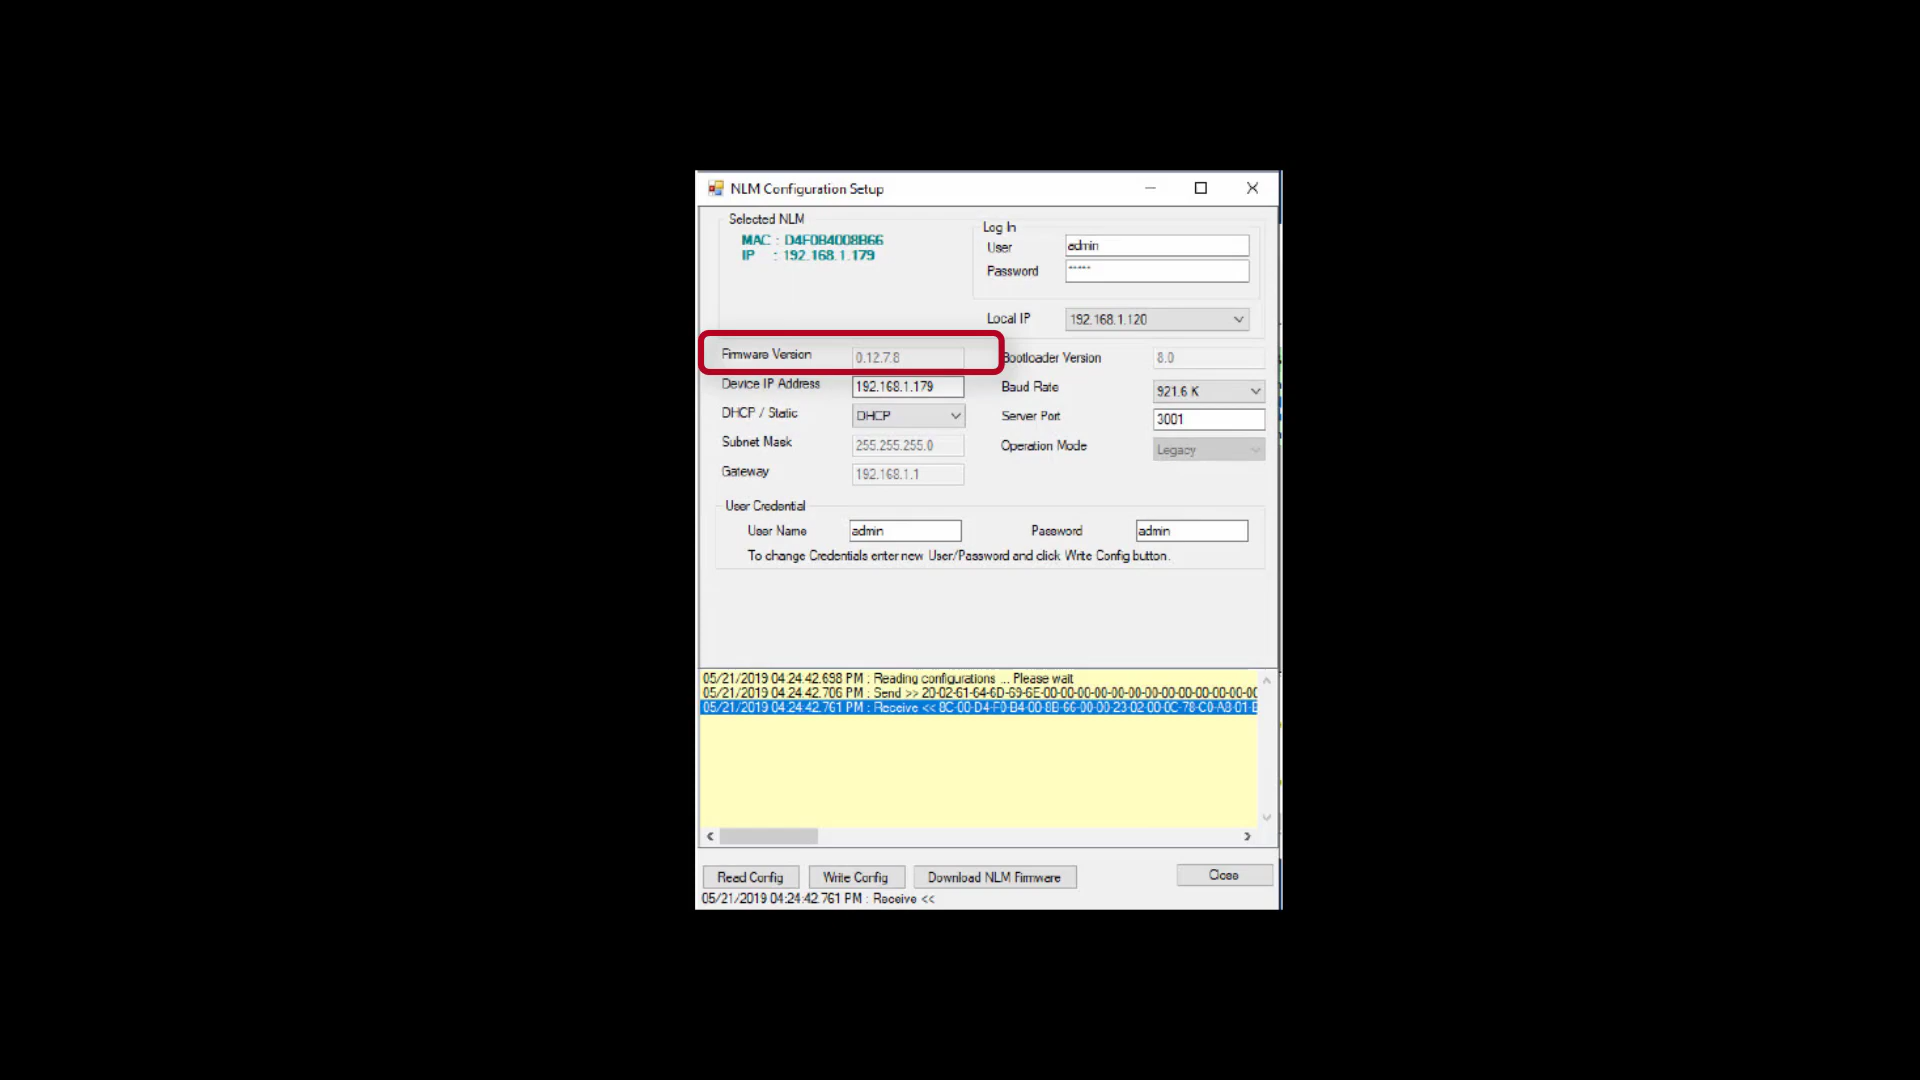 NLM Configuration Setup
Selected NLM
MAC : D4F0B4008B66
IP : 192.168.1.179
Log In
User admin
Password *****
Local IP 192.168.1.120
Firmware Version 0.12.7.8
Bootloader Version 8.0
Device IP Address 192.168.1.179
Baud Rate 921.6 K
DHCP / Static DHCP
Server Port 3001
Subnet Mask 255.255.255.0
Operation Mode Legacy
Gateway 192.168.1.1
User Credential
User Name admin
Password admin
To change Credentials enter new User/Password and click Write Config button.
05/21/2019 04:24:42.698 PM : Reading configurations ... Please wait
05/21/2019 04:24:42.706 PM : Send >> 20-02-61-64-6D-69-6E-00-00-00-00-00-00-00-00-00-00-00-00
05/21/2019 04:24:42.761 PM : Receive << 8C-00-D4-F0-B4-00-8B-66-00-00-23-02-00-0C-78-C0-A8-01-
Read Config
Write Config
Download NLM Firmware
Close
05/21/2019 04:24:42.761 PM : Receive <<